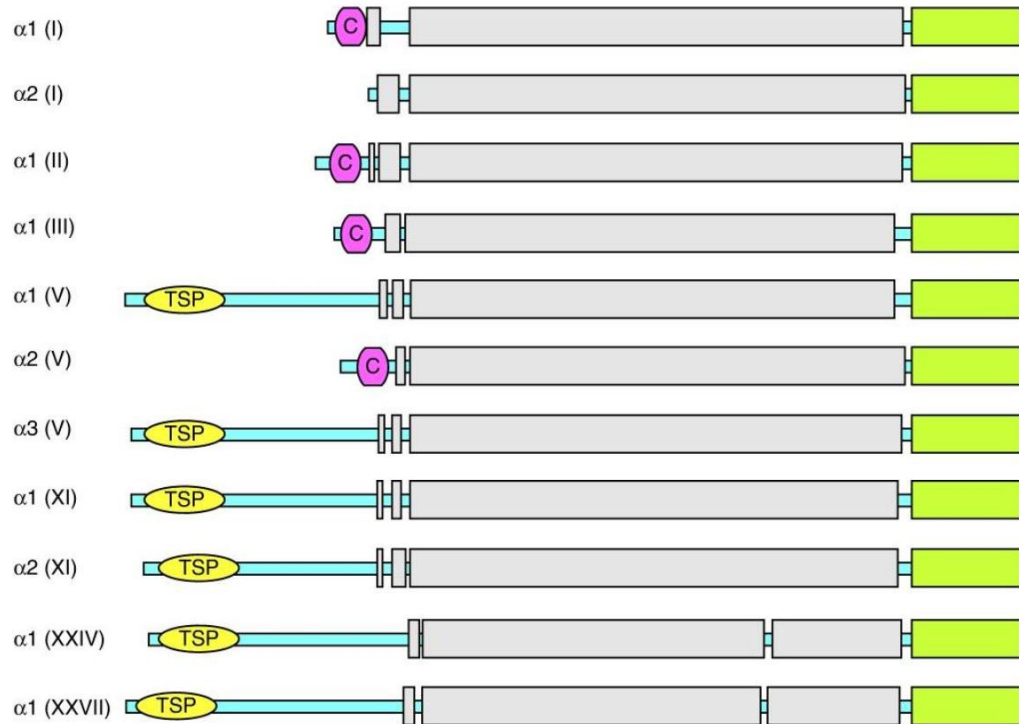 α1 (I) C
α2 (I)
α1 (II) C
α1 (III) C
α1 (V) TSP
α2 (V) C
α3 (V) TSP
α1 (XI) TSP
α2 (XI) TSP
α1 (XXIV) TSP
α1 (XXVII) TSP